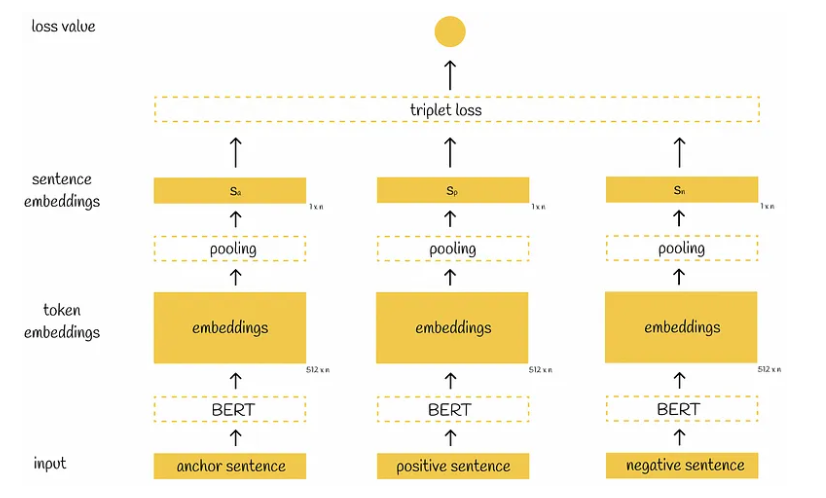 loss value
triplet loss
sentence
embeddings
Sa
Sp
Sn
1 x n
1 x n
1 x n
pooling
pooling
pooling
token
embeddings
embeddings
embeddings
embeddings
512 x n
512 x n
512 x n
BERT
BERT
BERT
input
anchor sentence
positive sentence
negative sentence